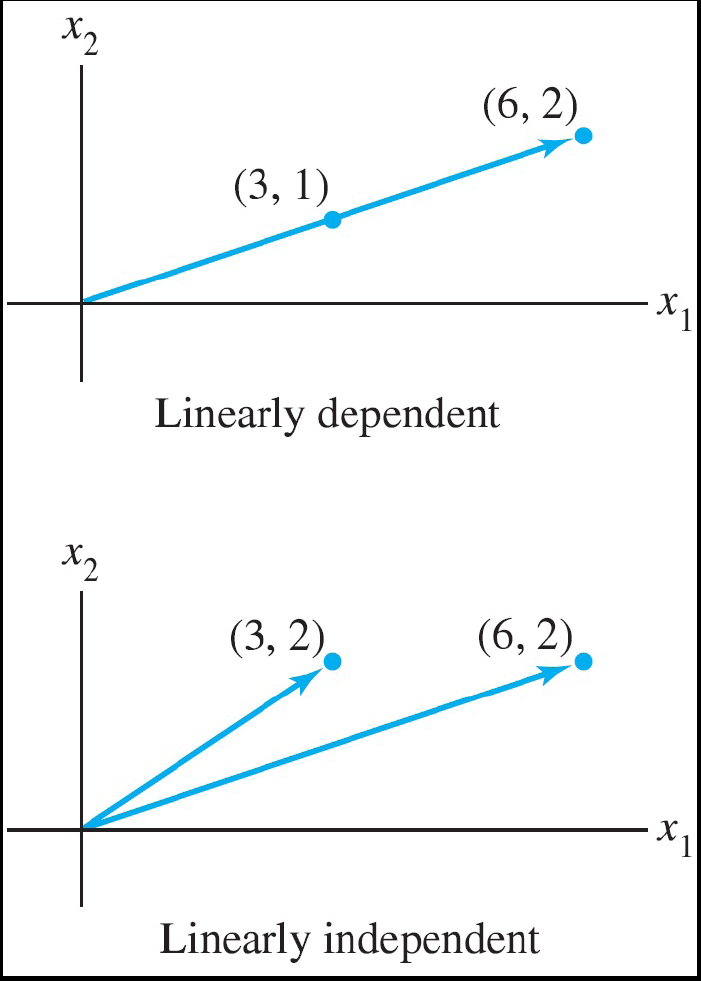 x₂
(6, 2)
(3, 1)
x₁
Linearly dependent
x₂
(3, 2) (6, 2)
x₁
Linearly independent